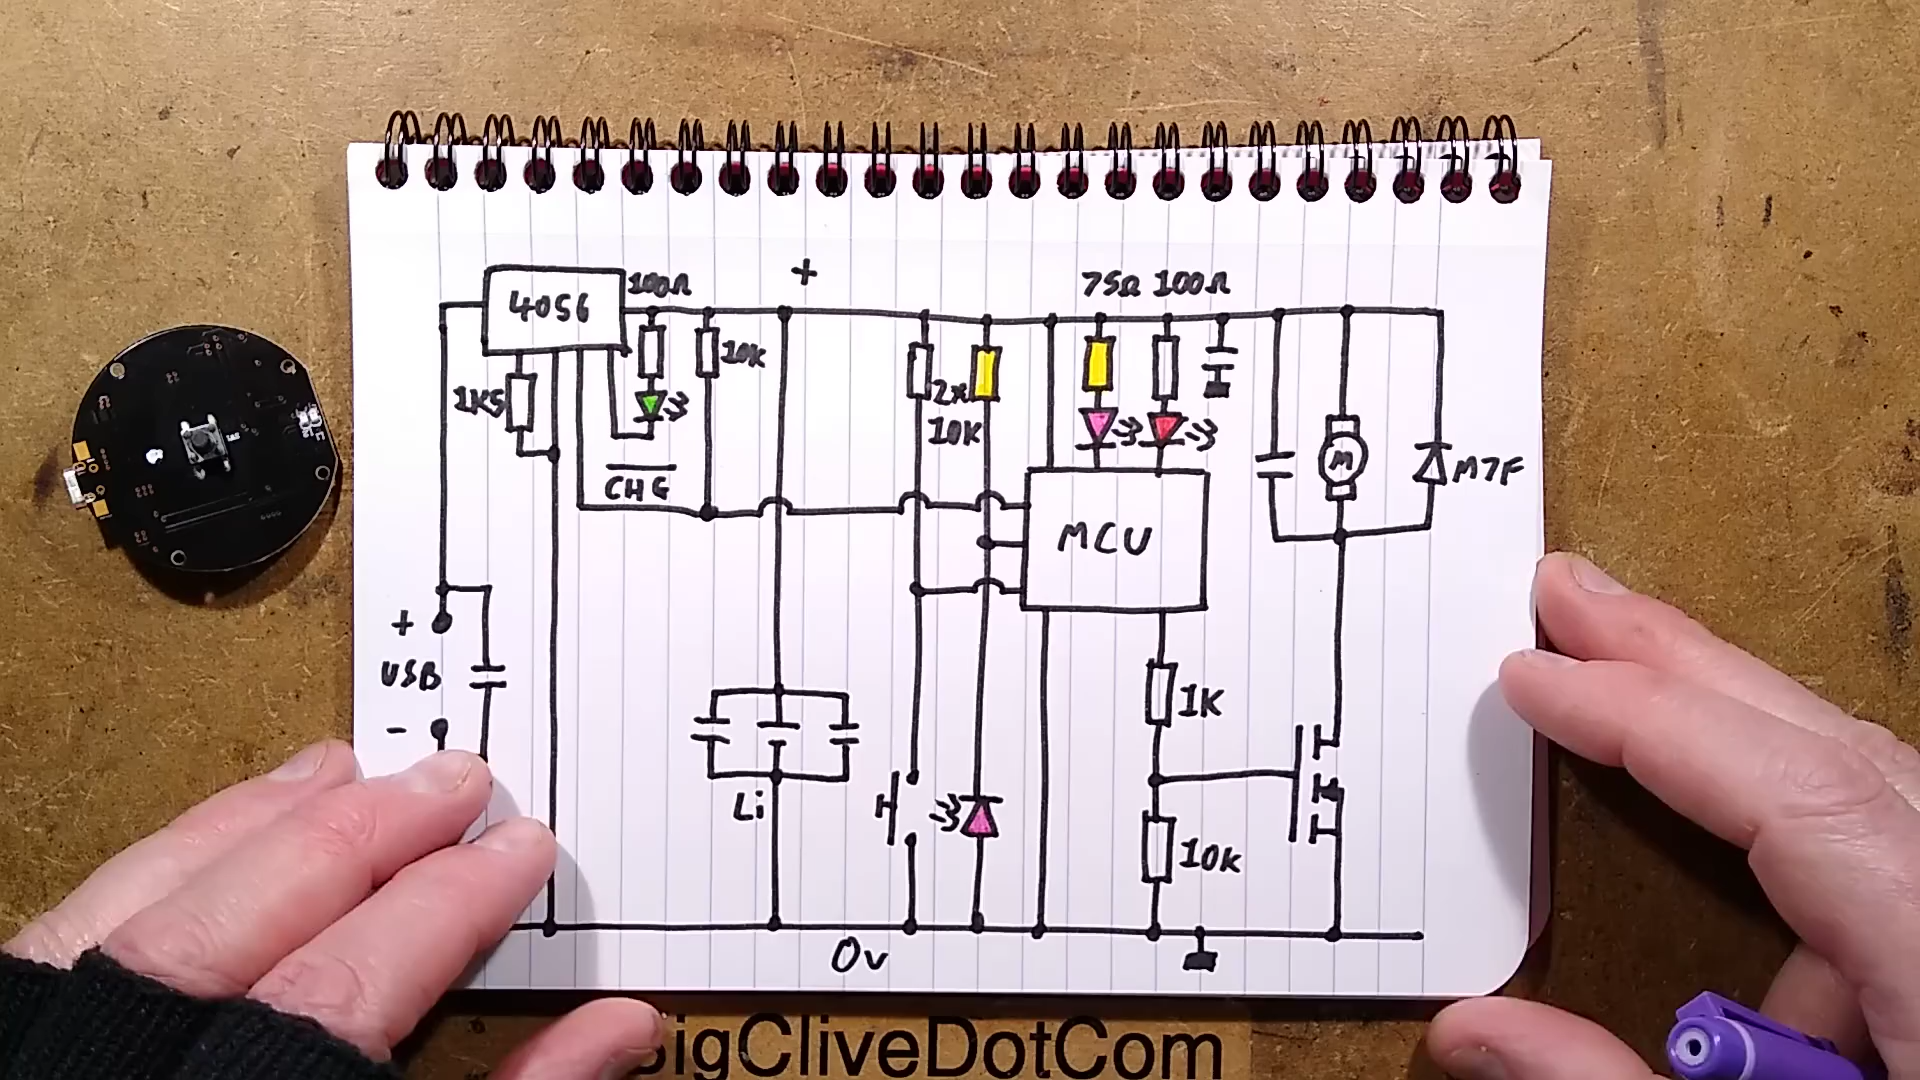 +
4056
100Ω
75Ω 100Ω
10K
1K5
2x
10K
CHG
M
M7F
MCU
+
USB
-
1K
Li
10K
0v
BigCliveDotCom